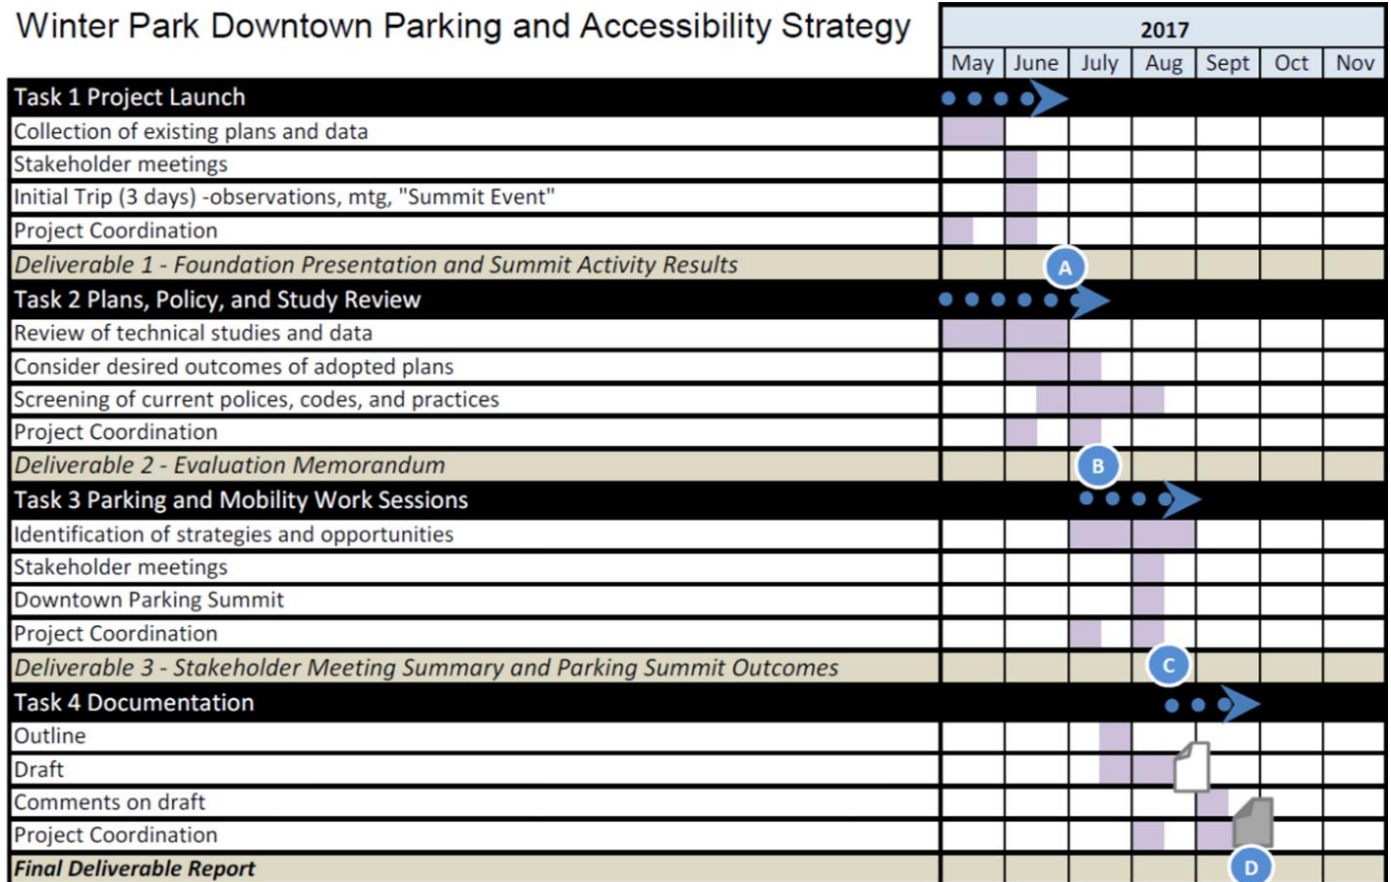 Winter Park Downtown Parking and Accessibility Strategy
2017
May June July Aug Sept Oct Nov
Task 1 Project Launch
Collection of existing plans and data
Stakeholder meetings
Initial Trip (3 days) -observations, mtg, "Summit Event"
Project Coordination
Deliverable 1 - Foundation Presentation and Summit Activity Results
A
Task 2 Plans, Policy, and Study Review
Review of technical studies and data
Consider desired outcomes of adopted plans
Screening of current polices, codes, and practices
Project Coordination
Deliverable 2 - Evaluation Memorandum
B
Task 3 Parking and Mobility Work Sessions
Identification of strategies and opportunities
Stakeholder meetings
Downtown Parking Summit
Project Coordination
Deliverable 3 - Stakeholder Meeting Summary and Parking Summit Outcomes
C
Task 4 Documentation
Outline
Draft
Comments on draft
Project Coordination
Final Deliverable Report
D